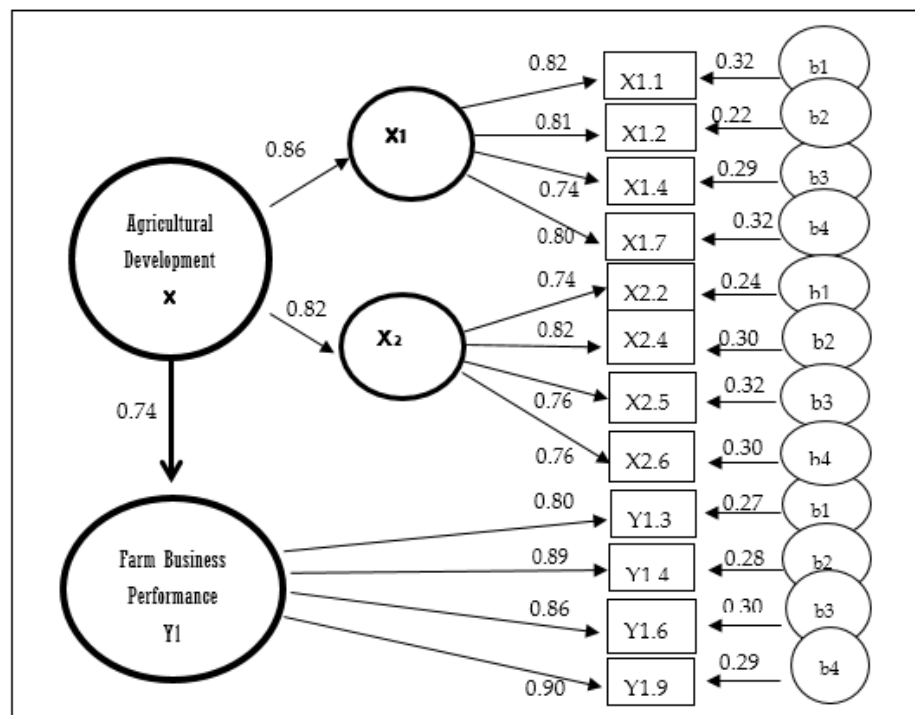 0.82
X1.1
0.32
b1
X1
0.81
X1.2
0.22
b2
0.86
0.74
X1.4
0.29
b3
Agricultural
Development
X
0.80
X1.7
0.32
b4
0.82
X2
0.74
X2.2
0.24
b1
0.82
X2.4
0.30
b2
0.76
X2.5
0.32
b3
0.74
0.76
X2.6
0.30
b4
Farm Business
Performance
Y1
0.80
Y1.3
0.27
b1
0.89
Y1.4
0.28
b2
0.86
Y1.6
0.30
b3
0.90
Y1.9
0.29
b4